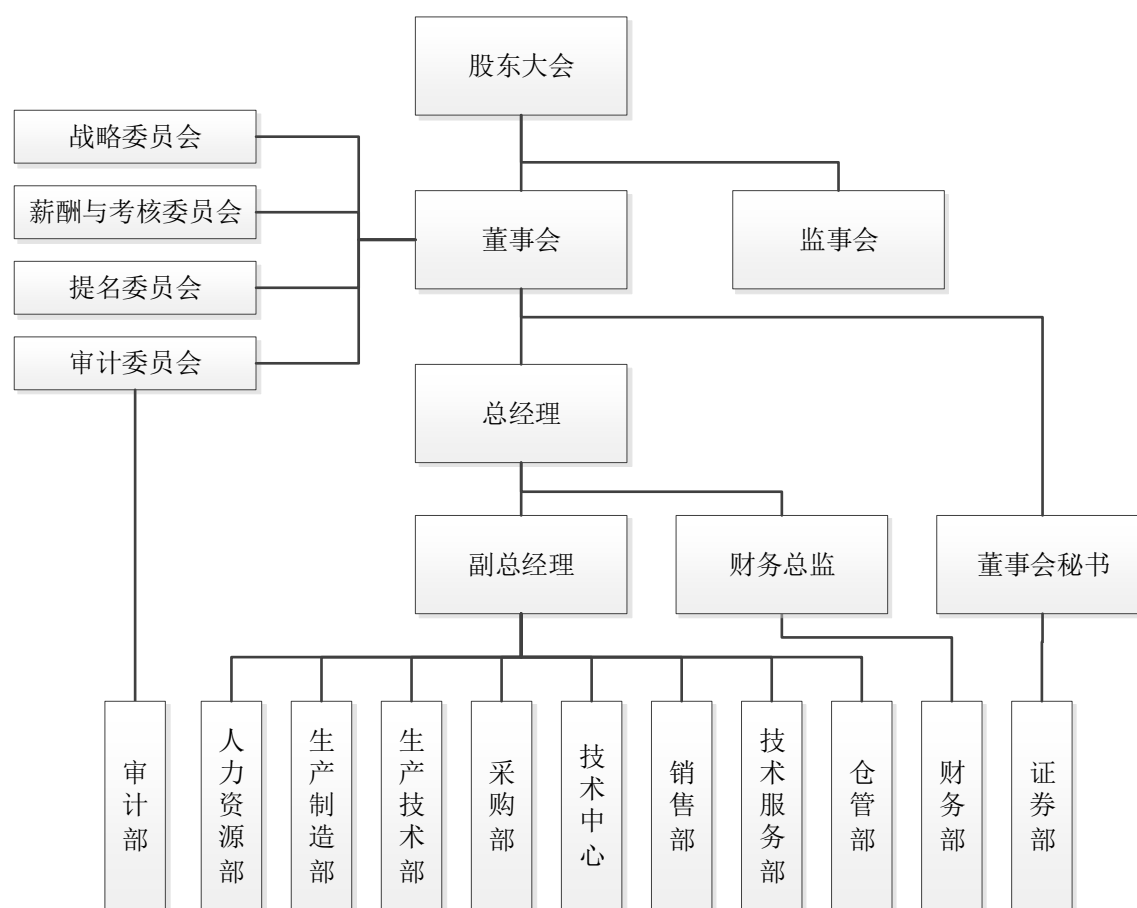 股东大会
战略委员会
薪酬与考核委员会
董事会
监事会
提名委员会
审计委员会
总经理
副总经理
财务总监
董事会秘书
审计部
人力资源部
生产制造部
生产技术部
采购部
技术中心
销售部
技术服务部
仓管部
财务部
证券部